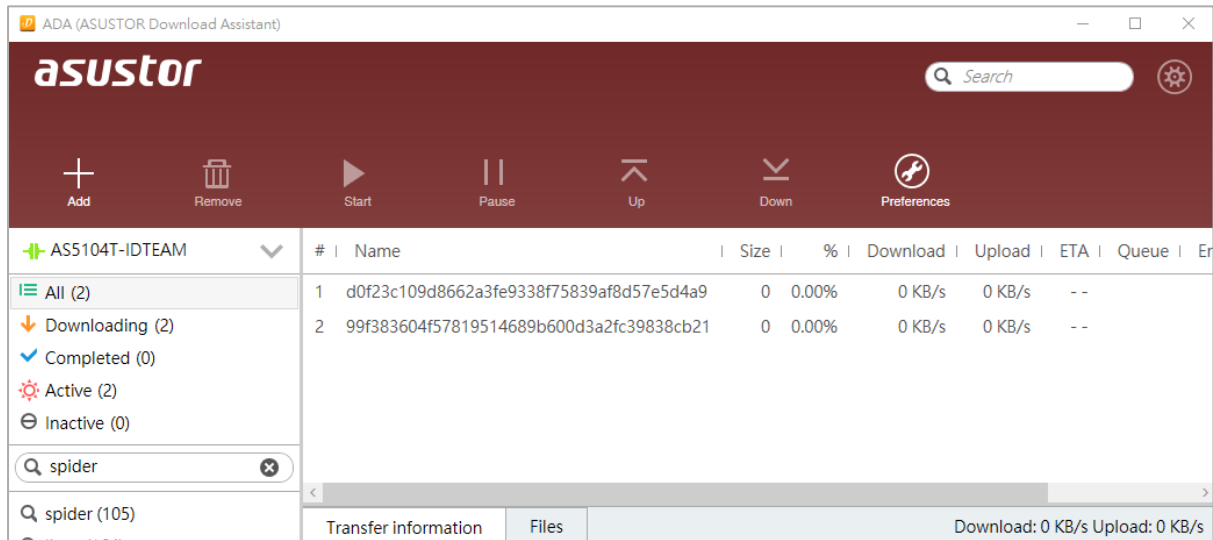 ADA (ASUSTOR Download Assistant)
asustor
Search
Add Remove Start Pause Up Down Preferences
AS5104T-IDTEAM
# Name Size % Download Upload ETA Queue Er
All (2)
1 d0f23c109d8662a3fe9338f75839af8d57e5d4a9 0 0.00% 0 KB/s 0 KB/s - -
Downloading (2)
2 99f383604f57819514689b600d3a2fc39838cb21 0 0.00% 0 KB/s 0 KB/s - -
Completed (0)
Active (2)
Inactive (0)
spider
spider (105)
Transfer information Files Download: 0 KB/s Upload: 0 KB/s